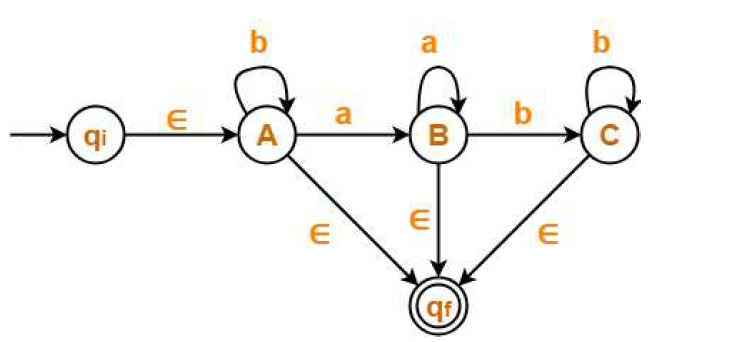 b a b
qi ∈ A a B b C
∈ ∈ ∈
qf